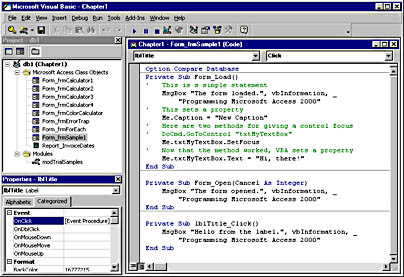 Microsoft Visual Basic - Chapter1
File Edit View Insert Debug Run Tools Add-Ins Window Help
Project - db1
db1 (Chapter1)
Microsoft Access Class Objects
Form_frmCalculator1
Form_frmCalculator2
Form_frmCalculator3
Form_frmCalculator4
Form_frmColorCalculator
Form_frmErrorTrap
Form_frmForEach
Form_frmSample1
Report_InvoiceDates
Modules
modTrialSamples
Properties - lblTitle
lblTitle Label
Alphabetic Categorized
Event
OnClick [Event Procedure]
OnDblClick
OnMouseDown
OnMouseMove
OnMouseUp
Format
BackColor 16777215
Chapter1 - Form_frmSample1 (Code)
lblTitle Click
Option Compare Database
Private Sub Form_Load()
' This is a simple statement
MsgBox "The form loaded.", vbInformation, _
"Programming Microsoft Access 2000"
' This sets a property
Me.Caption = "New Caption"
' Here are two methods for giving a control focus
' DoCmd.GoToControl "txtMyTextBox"
Me.txtMyTextBox.SetFocus
' Now that the method worked, VBA sets a property
Me.txtMyTextBox.Text = "Hi, there!"
End Sub
Private Sub Form_Open(Cancel As Integer)
MsgBox "The form opened.", vbInformation, _
"Programming Microsoft Access 2000"
End Sub
Private Sub lblTitle_Click()
MsgBox "Hello from the label.", vbInformation, _
"Programming Microsoft Access 2000"
End Sub